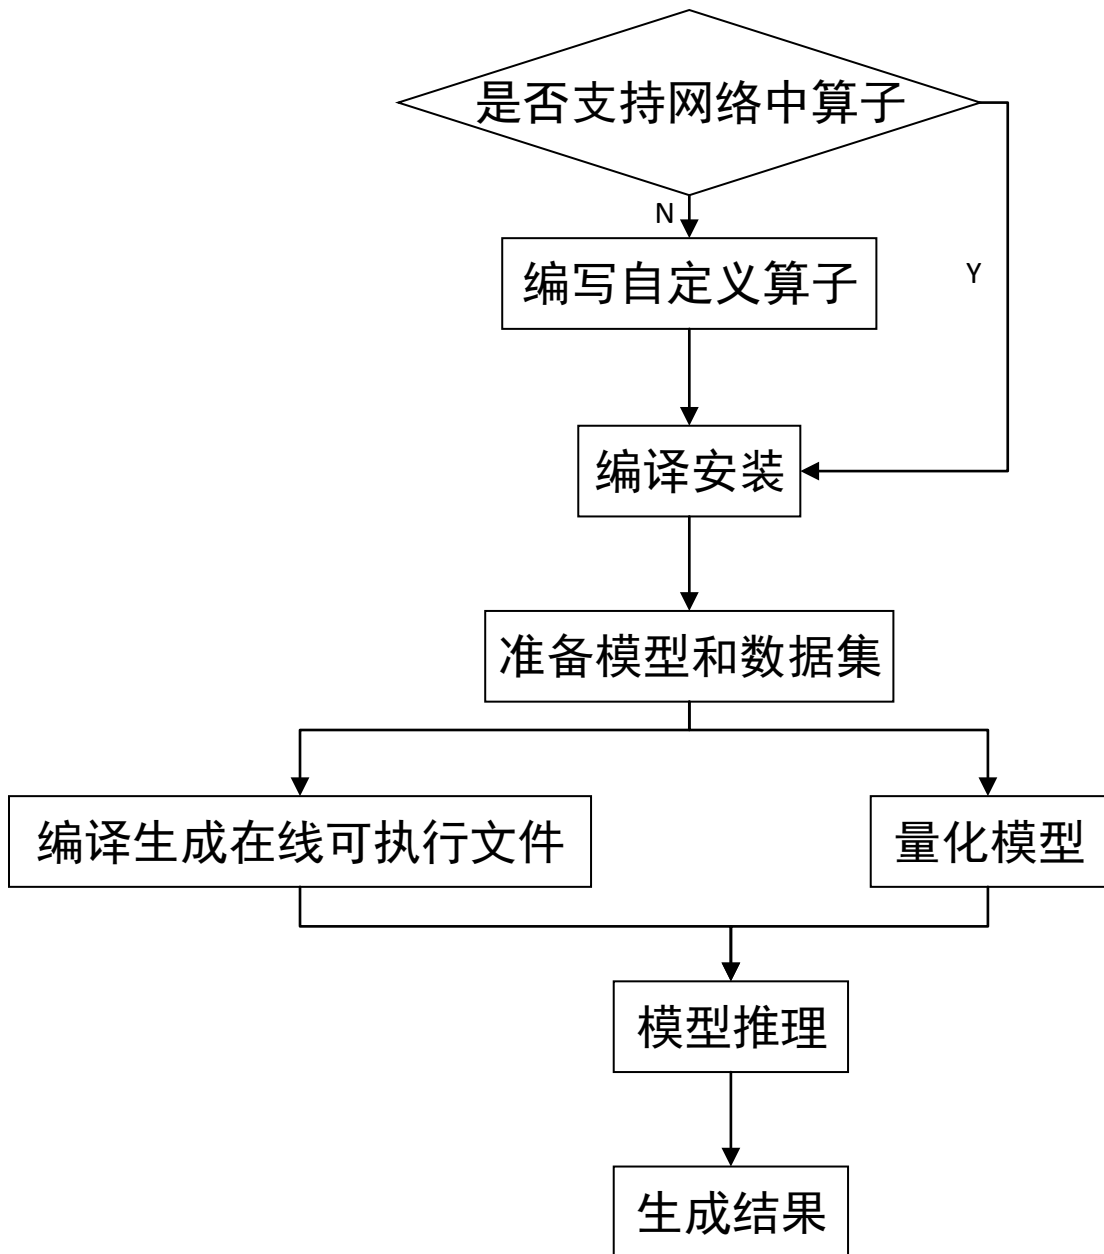 是否支持网络中算子
N
编写自定义算子
Y
编译安装
准备模型和数据集
编译生成在线可执行文件
量化模型
模型推理
生成结果